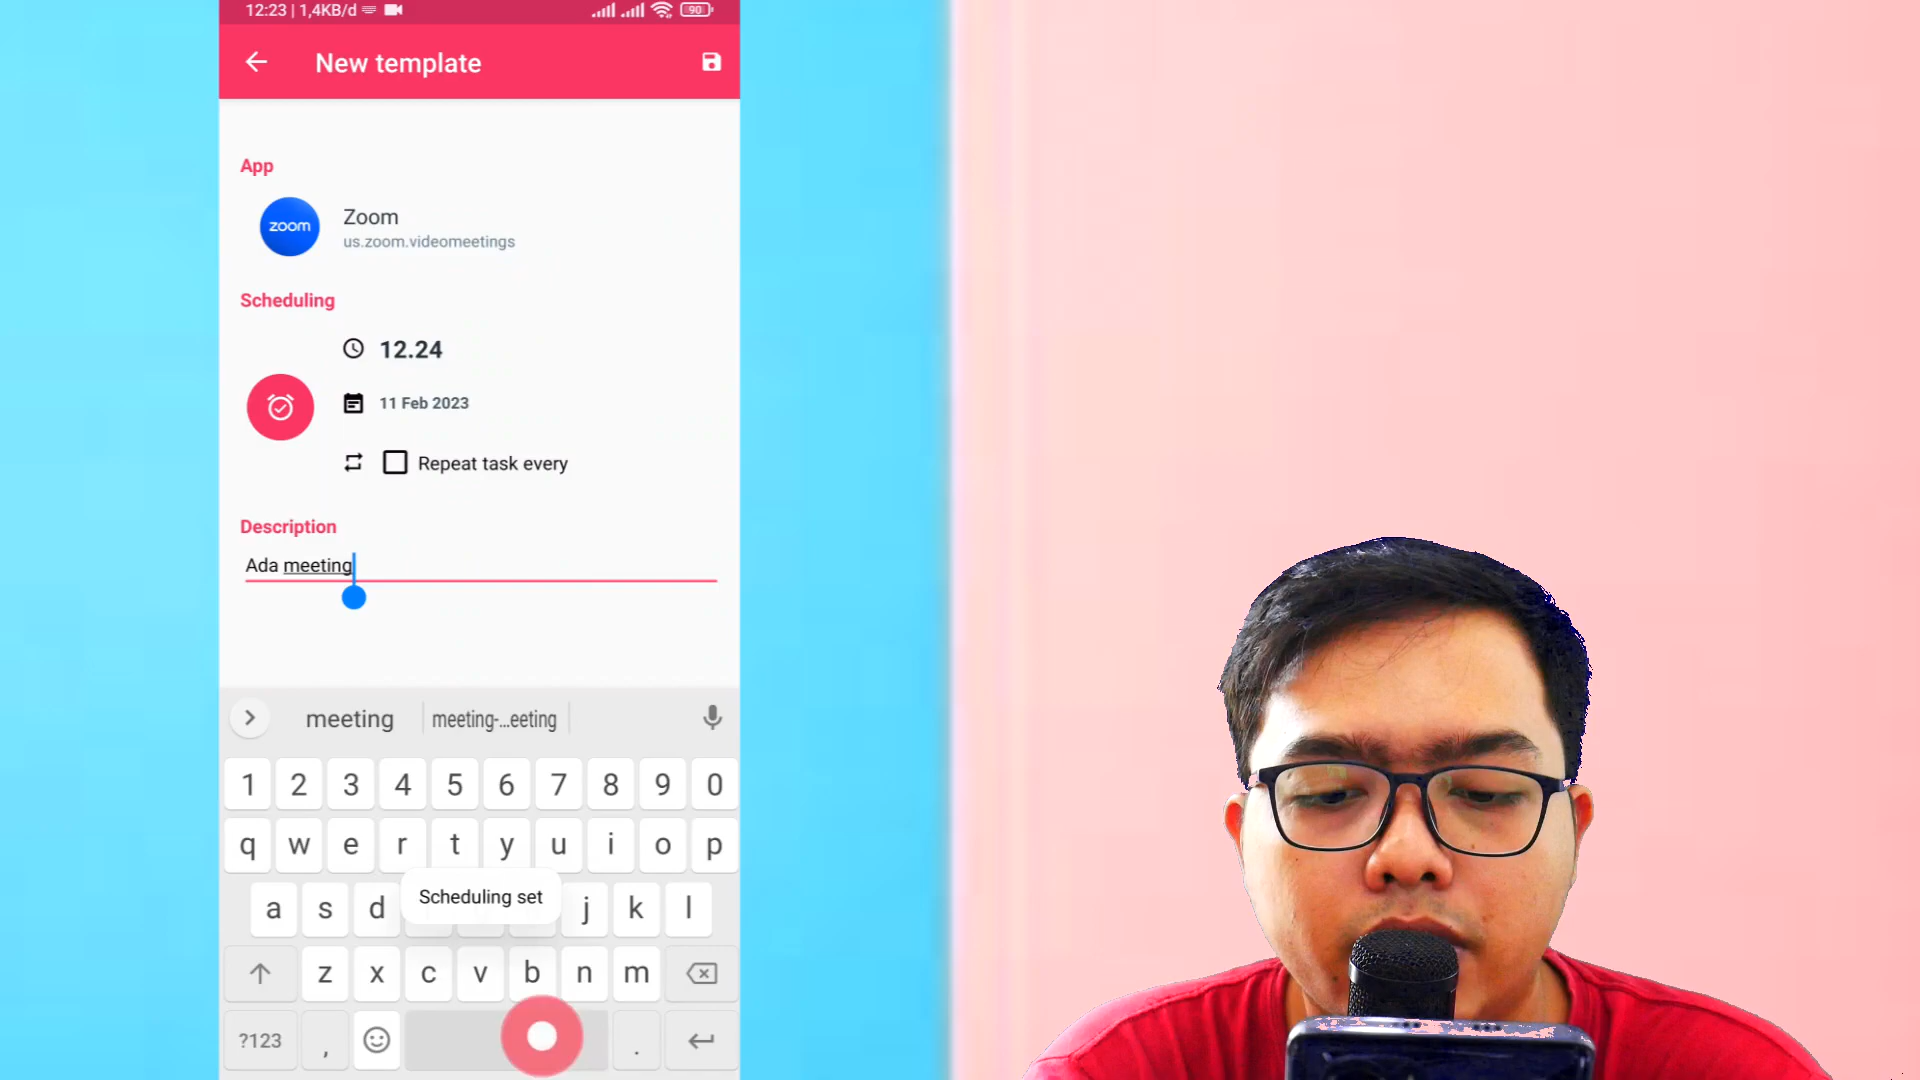 12:23 | 1,4KB/d
90
New template
App
zoom
Zoom
us.zoom.videomeetings
Scheduling
12.24
11 Feb 2023
Repeat task every
Description
Ada meeting
meeting
meeting-...eeting
1 2 3 4 5 6 7 8 9 0
q w e r t y u i o p
a s d j k l
Scheduling set
z x c v b n m
?123 , .